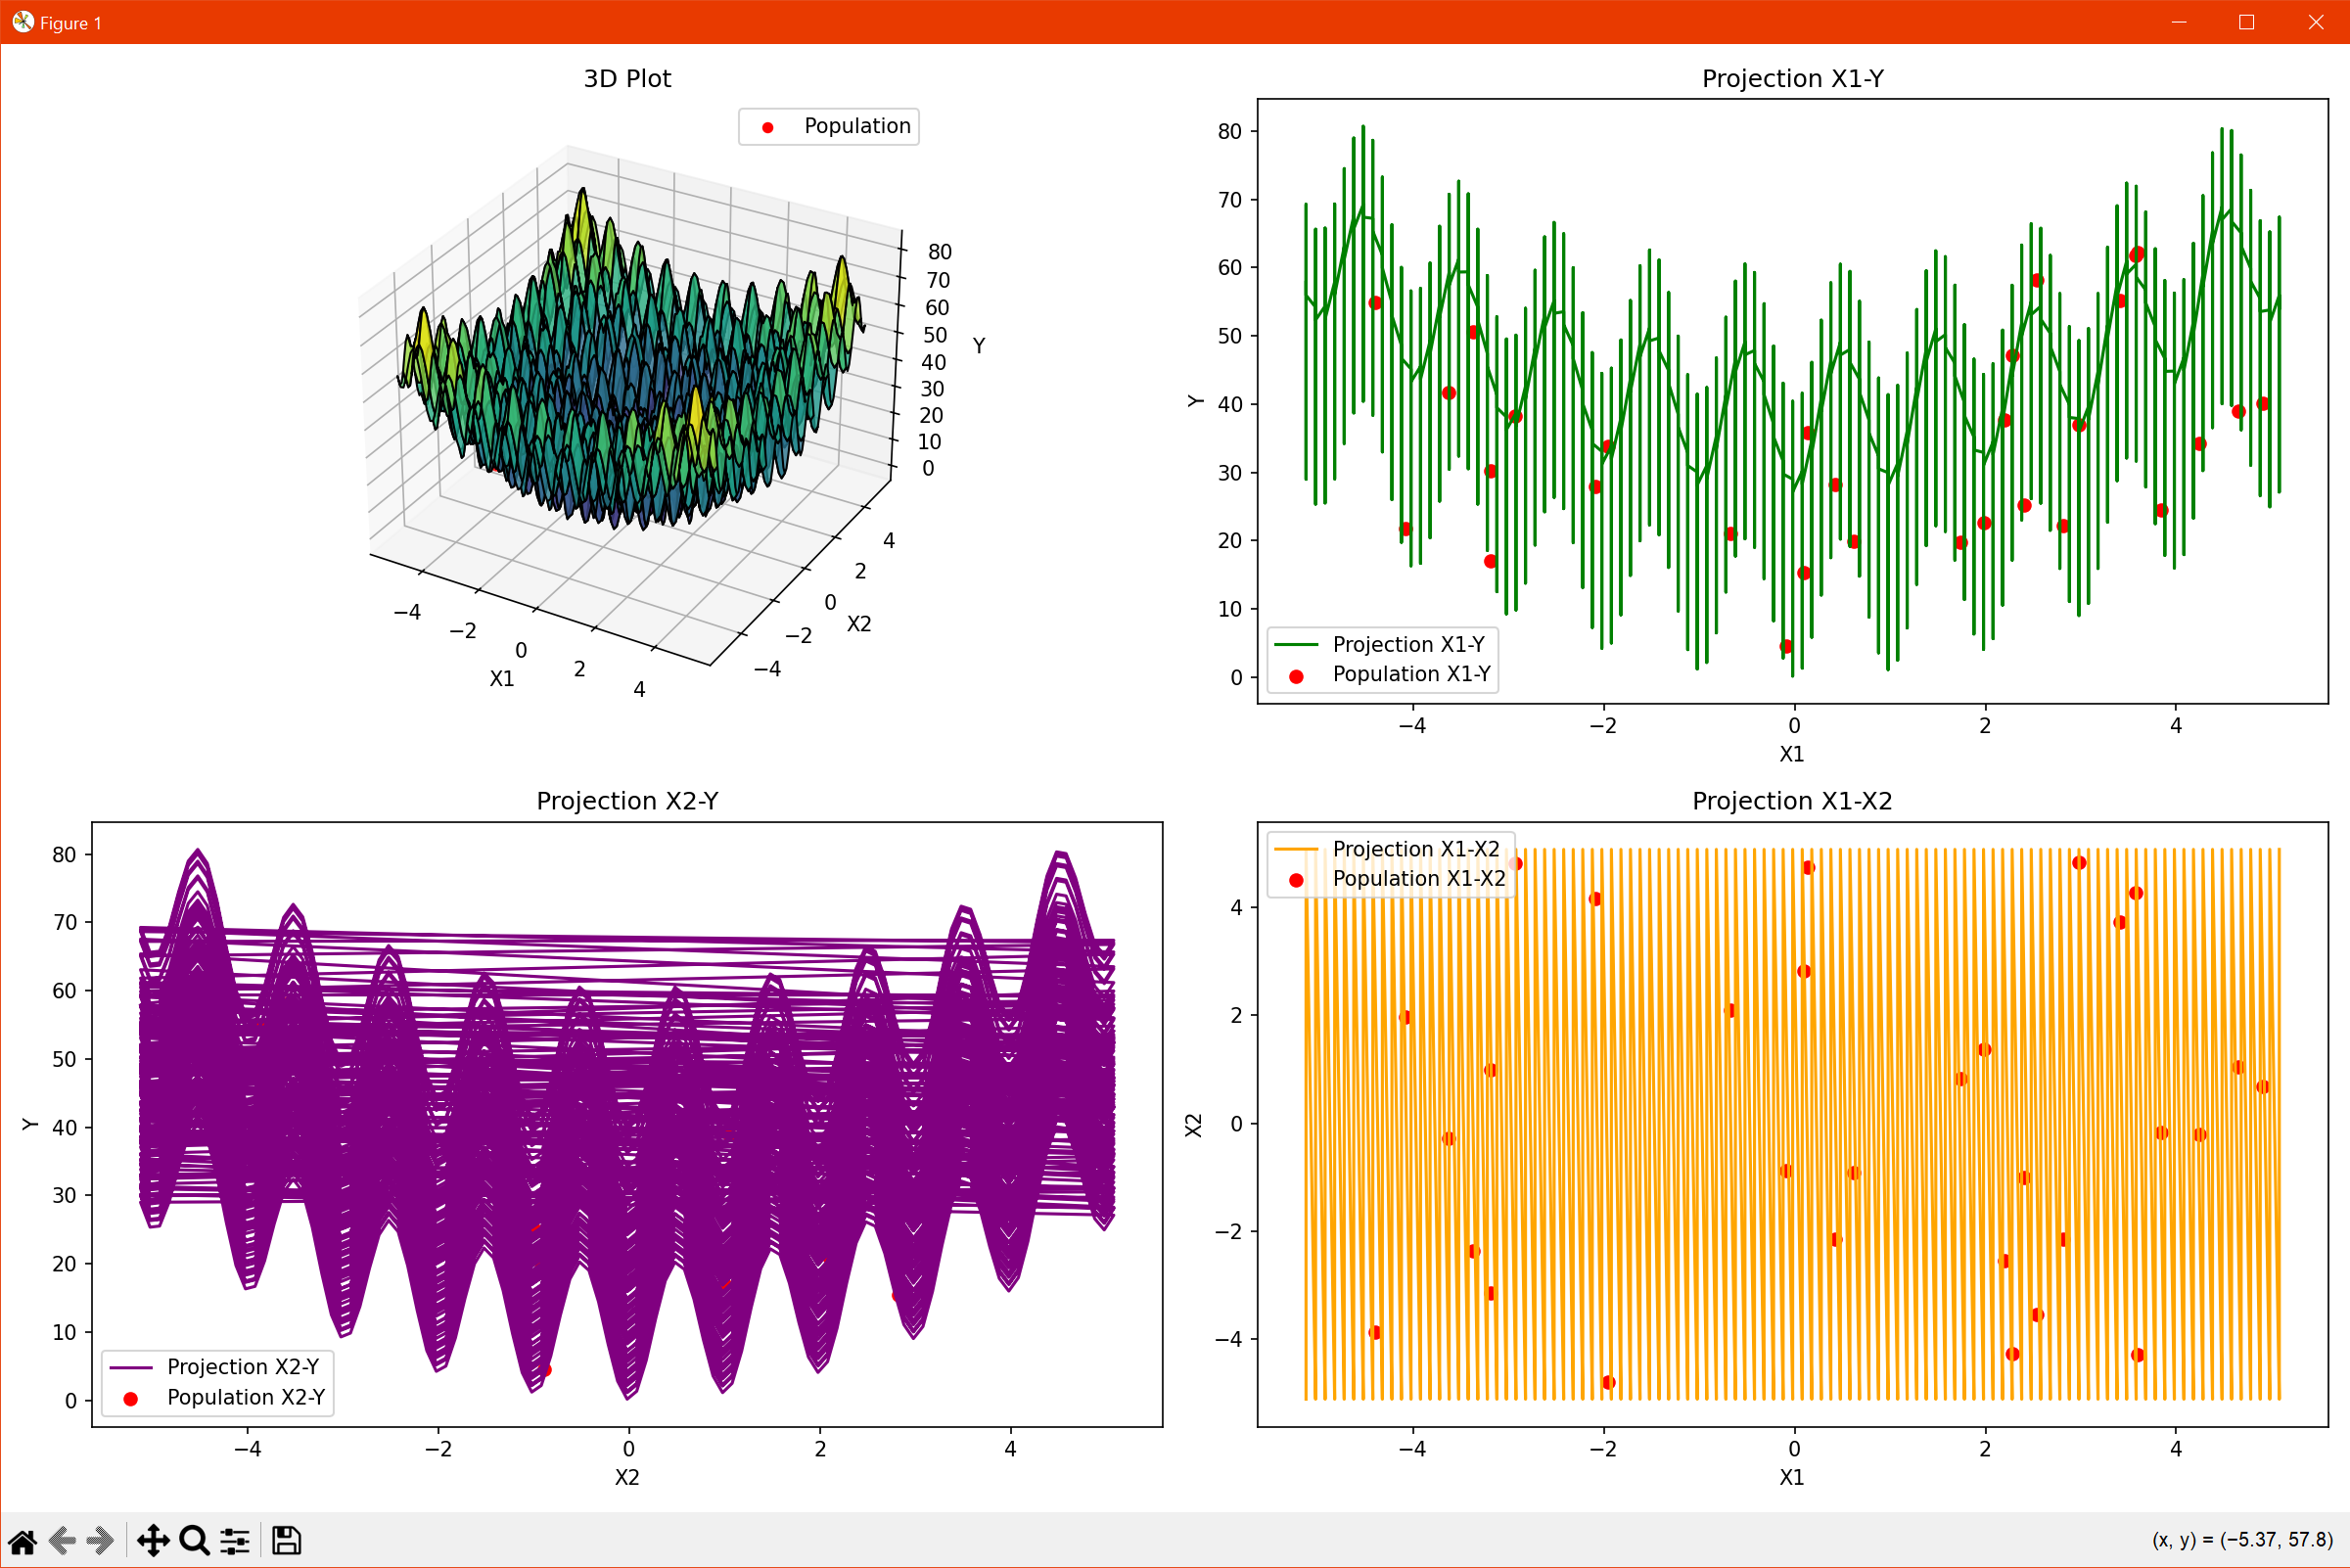 Figure 1
3D Plot
Population
80
70
60
50
40
30
20
10
0
Y
−4
−2
0
2
4
X1
−4
−2
0
2
4
X2
Projection X1-Y
80
70
60
50
40
30
20
10
0
Y
Projection X1-Y
Population X1-Y
−4
−2
0
2
4
X1
Projection X2-Y
80
70
60
50
40
30
20
10
0
Y
Projection X2-Y
Population X2-Y
−4
−2
0
2
4
X2
Projection X1-X2
Projection X1-X2
Population X1-X2
4
2
0
−2
−4
X2
−4
−2
0
2
4
X1
(x, y) = (−5.37, 57.8)